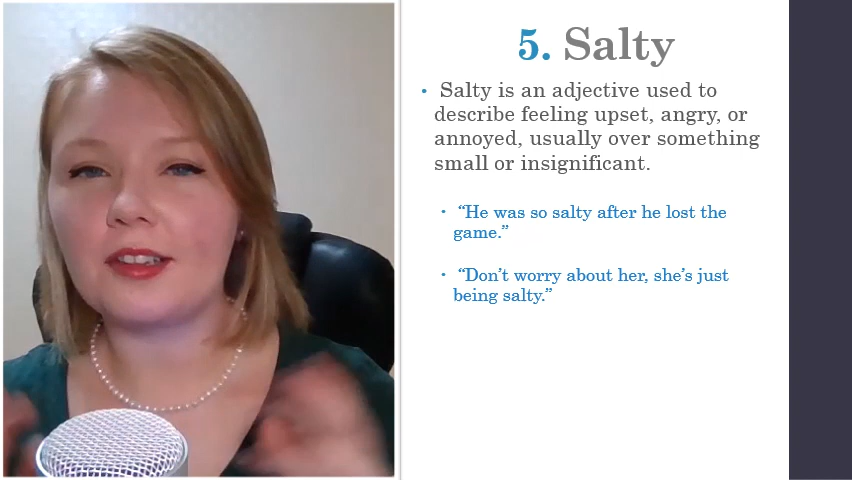 5. Salty
• Salty is an adjective used to
describe feeling upset, angry, or
annoyed, usually over something
small or insignificant.
• “He was so salty after he lost the
game.”
• “Don’t worry about her, she’s just
being salty.”